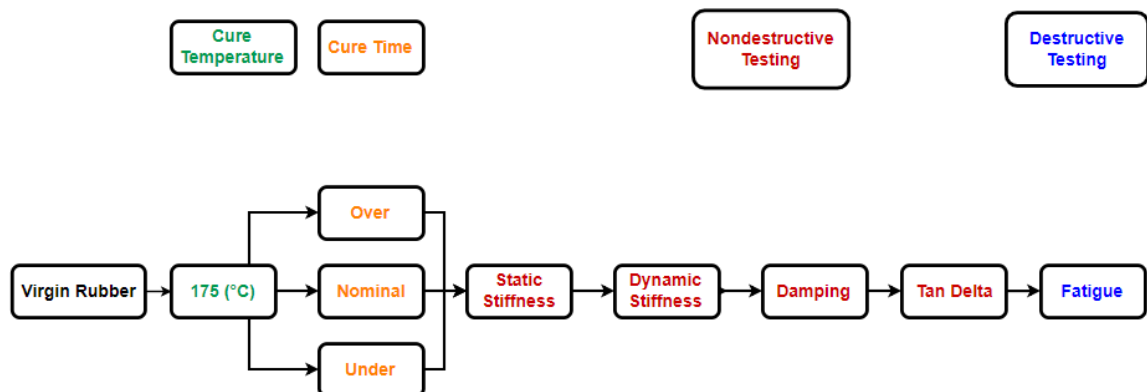 Cure
Temperature
Cure Time
Nondestructive
Testing
Destructive
Testing
Over
Virgin Rubber
175 (°C)
Nominal
Static
Stiffness
Dynamic
Stiffness
Damping
Tan Delta
Fatigue
Under